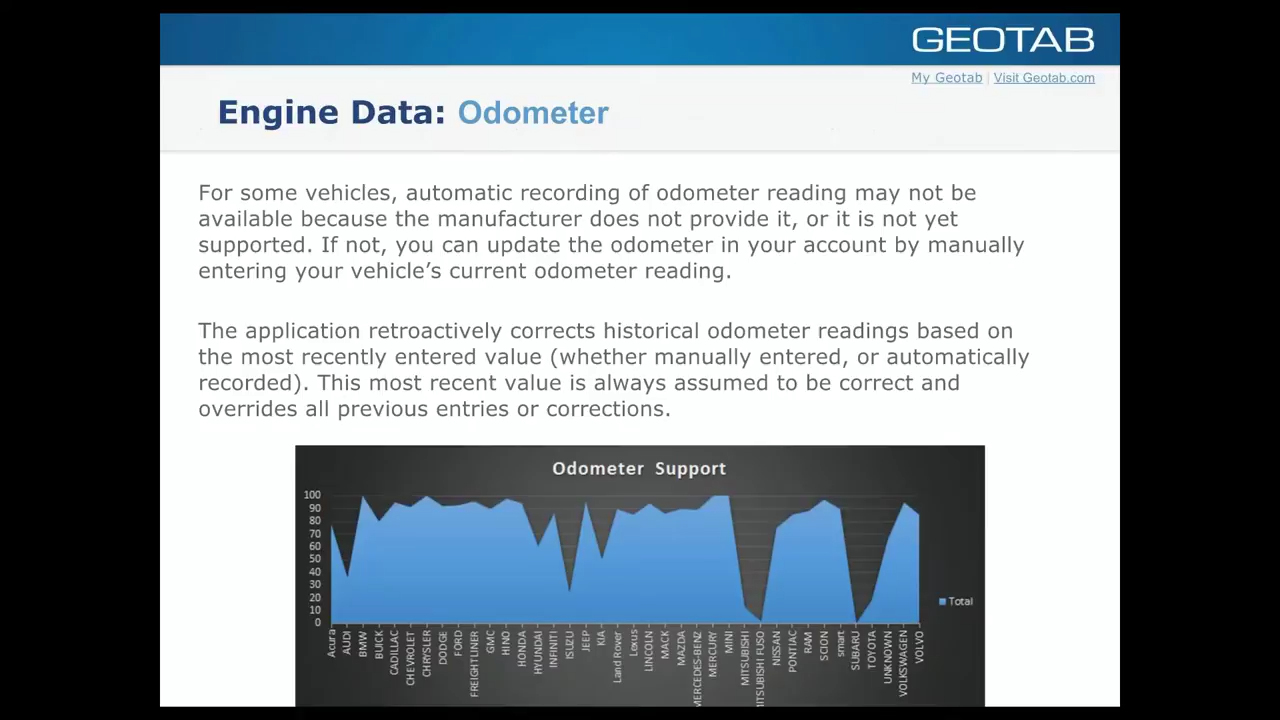 GEOTAB
My Geotab | Visit Geotab.com
Engine Data: Odometer
For some vehicles, automatic recording of odometer reading may not be
available because the manufacturer does not provide it, or it is not yet
supported. If not, you can update the odometer in your account by manually
entering your vehicle’s current odometer reading.
The application retroactively corrects historical odometer readings based on
the most recently entered value (whether manually entered, or automatically
recorded). This most recent value is always assumed to be correct and
overrides all previous entries or corrections.
Odometer Support
100
90
80
70
60
50
40
30
20
10
0
Total
Acura
AUDI
BMW
BUICK
CADILLAC
CHEVROLET
CHRYSLER
DODGE
FORD
FREIGHTLINER
GMC
HINO
HONDA
HYUNDAI
INFINITI
ISUZU
JEEP
KIA
Land Rover
Lexus
LINCOLN
MACK
MAZDA
MERCEDES-BENZ
MERCURY
MINI
MITSUBISHI
MITSUBISHI FUSO
NISSAN
PONTIAC
RAM
SCION
smart
SUBARU
TOYOTA
UNKNOWN
VOLKSWAGEN
VOLVO